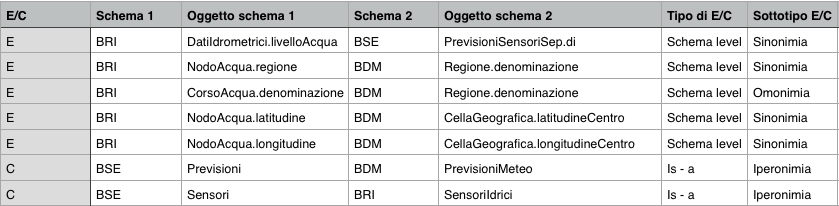 E/C Schema 1 Oggetto schema 1 Schema 2 Oggetto schema 2 Tipo di E/C Sottotipo E/C
E BRI DatiIdrometrici.livelloAcqua BSE PrevisioniSensoriSep.di Schema level Sinonimia
E BRI NodoAcqua.regione BDM Regione.denominazione Schema level Sinonimia
E BRI CorsoAcqua.denominazione BDM Regione.denominazione Schema level Omonimia
E BRI NodoAcqua.latitudine BDM CellaGeografica.latitudineCentro Schema level Sinonimia
E BRI NodoAcqua.longitudine BDM CellaGeografica.longitudineCentro Schema level Sinonimia
C BSE Previsioni BDM PrevisioniMeteo Is - a Iperonimia
C BSE Sensori BRI SensoriIdrici Is - a Iperonimia